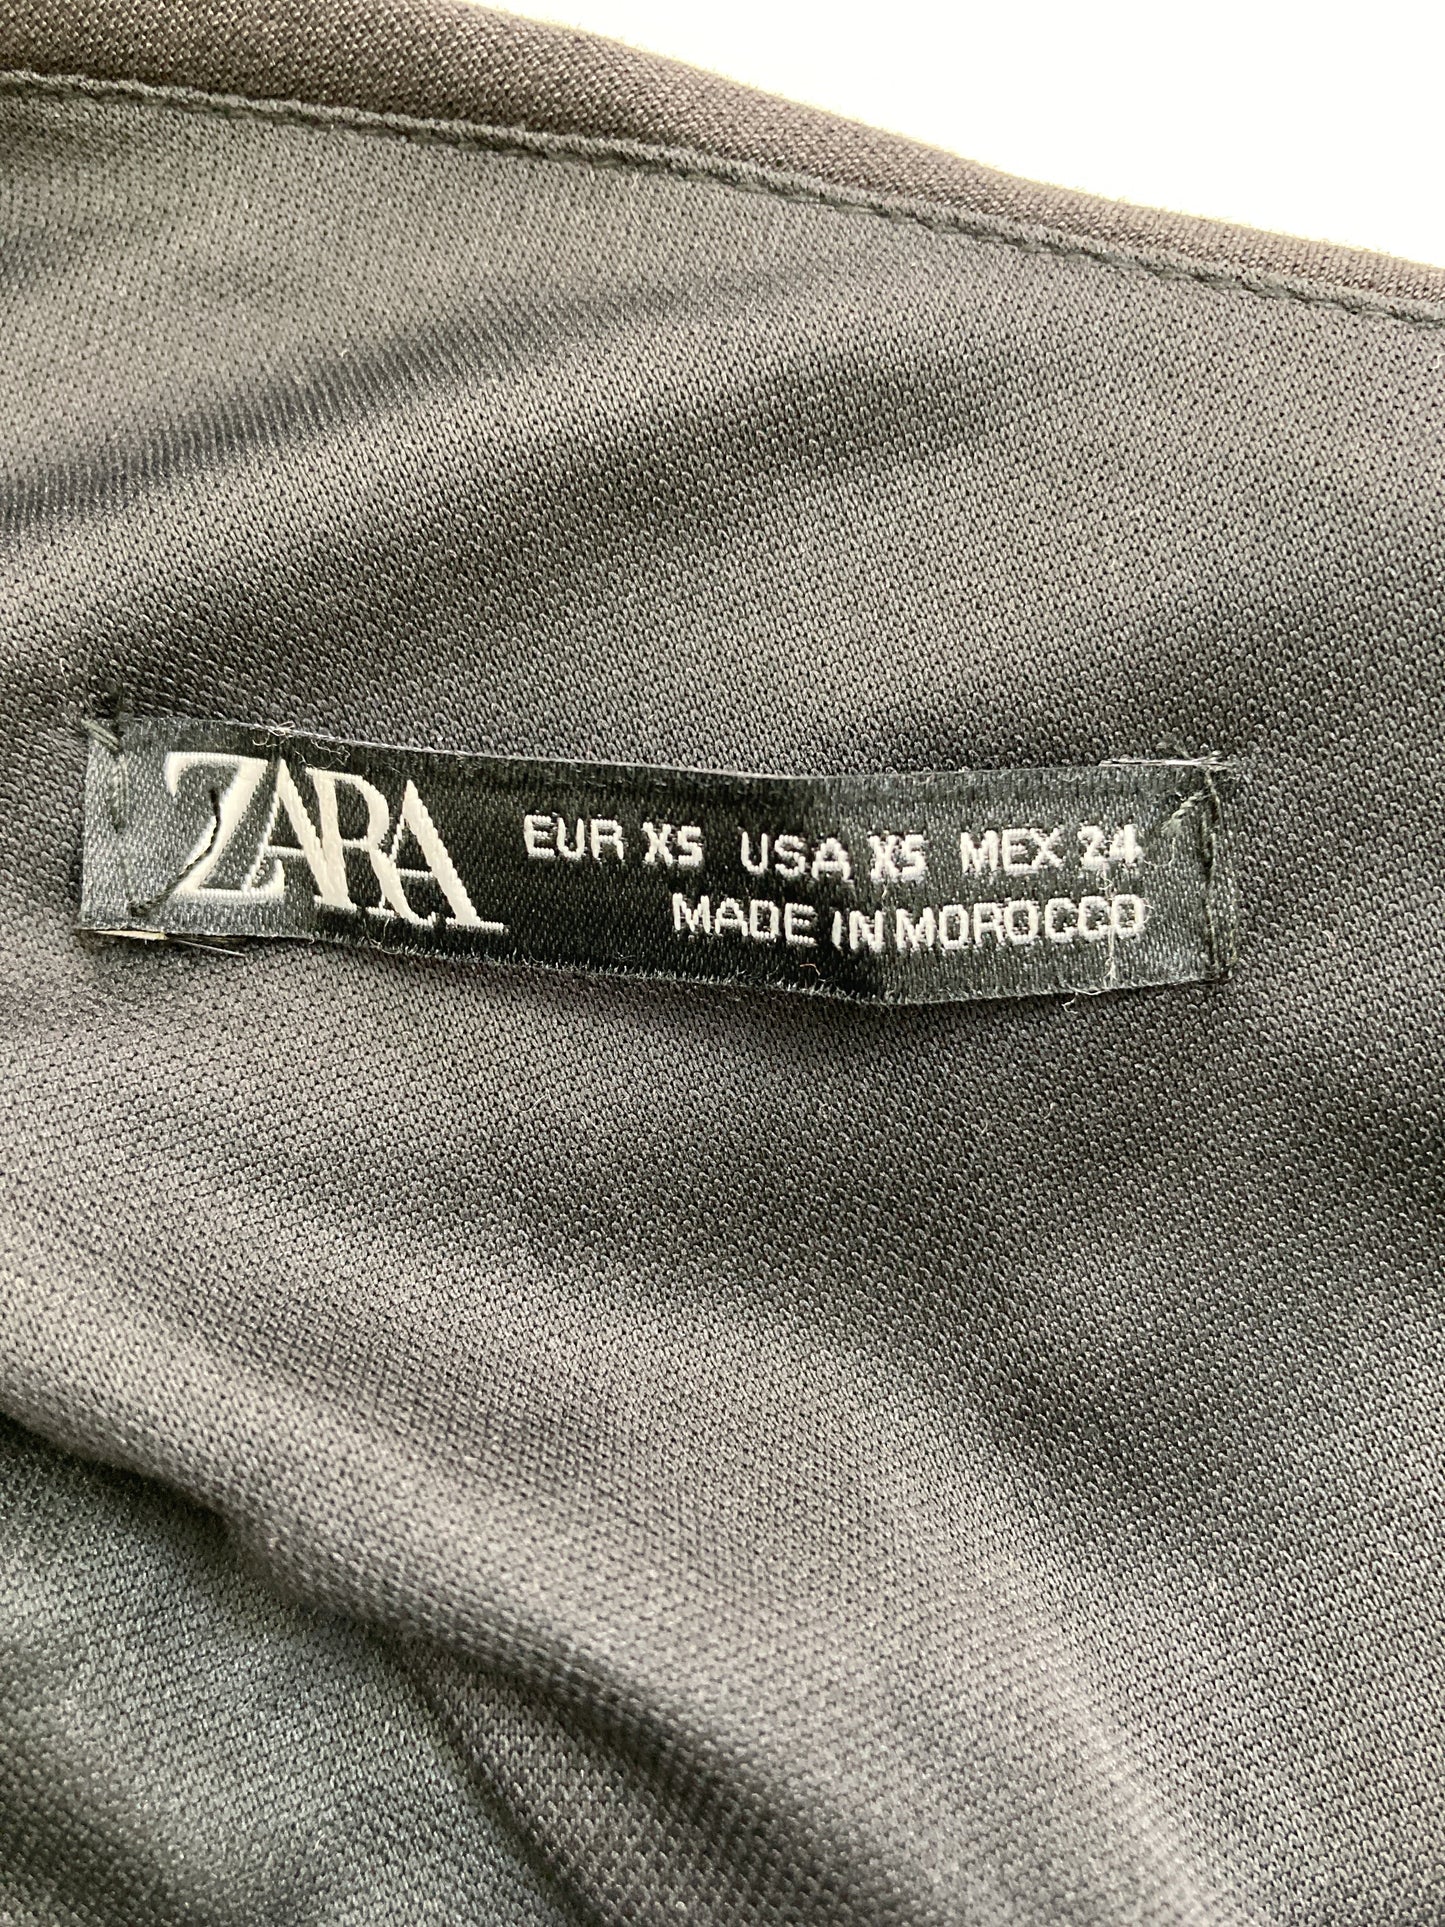 ZARA EUR XS USA XS MEX 24
MADE IN MOROCCO